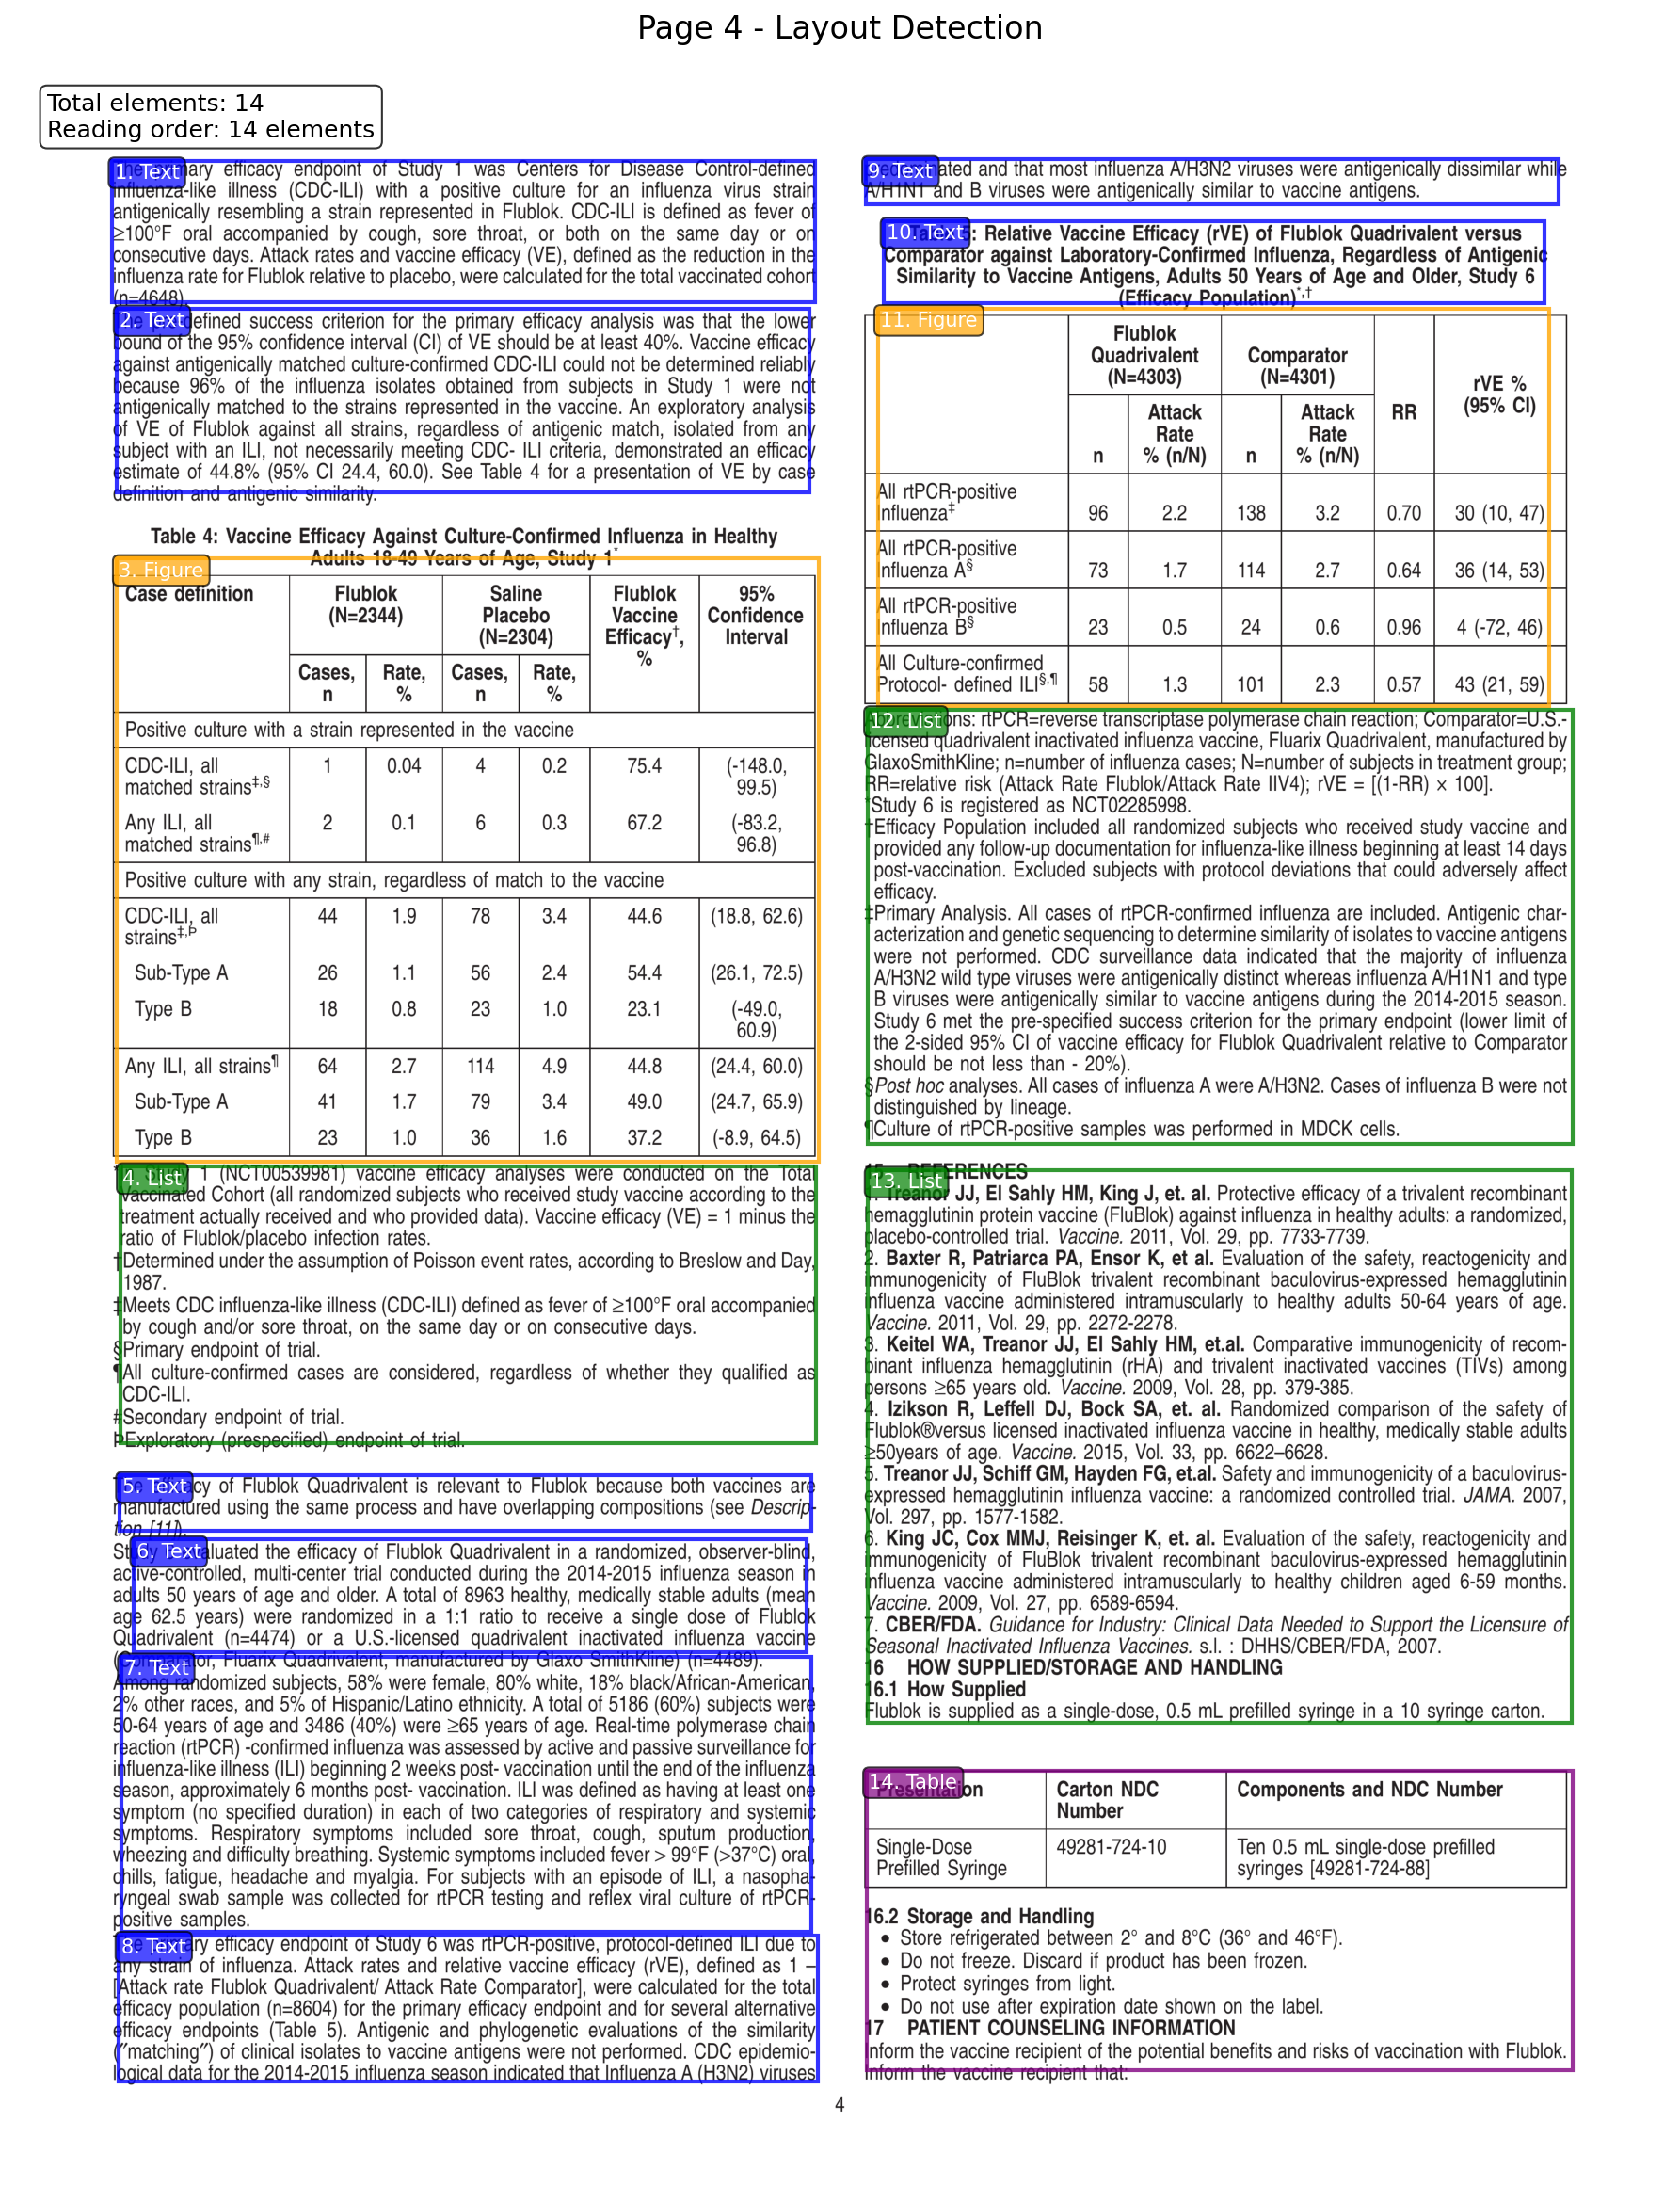 Page 4 - Layout Detection
Total elements: 14
Reading order: 14 elements
1. Text
efficacy endpoint of Study 1 was Centers for Disease Control-defined
influenza-like illness (CDC-ILI) with a positive culture for an influenza virus strain
antigenically resembling a strain represented in Flublok. CDC-ILI is defined as fever of
≥100°F oral accompanied by cough, sore throat, or both on the same day or on
consecutive days. Attack rates and vaccine efficacy (VE), defined as the reduction in the
influenza rate for Flublok relative to placebo, were calculated for the total vaccinated cohort
(n=4648).
2. Text
defined success criterion for the primary efficacy analysis was that the lower
bound of the 95% confidence interval (CI) of VE should be at least 40%. Vaccine efficacy
against antigenically matched culture-confirmed CDC-ILI could not be determined reliably
because 96% of the influenza isolates obtained from subjects in Study 1 were not
antigenically matched to the strains represented in the vaccine. An exploratory analysis
of VE of Flublok against all strains, regardless of antigenic match, isolated from any
subject with an ILI, not necessarily meeting CDC- ILI criteria, demonstrated an efficacy
estimate of 44.8% (95% CI 24.4, 60.0). See Table 4 for a presentation of VE by case
definition and antigenic similarity.
Table 4: Vaccine Efficacy Against Culture-Confirmed Influenza in Healthy
Adults 18-49 Years of Age, Study 1*
3. Figure
Case definition Flublok (N=2344) Saline Placebo (N=2304) Flublok Vaccine Efficacy†, % 95% Confidence Interval
Cases, n Rate, % Cases, n Rate, %
Positive culture with a strain represented in the vaccine
CDC-ILI, all matched strains‡,§ 1 0.04 4 0.2 75.4 (-148.0, 99.5)
Any ILI, all matched strains¶,# 2 0.1 6 0.3 67.2 (-83.2, 96.8)
Positive culture with any strain, regardless of match to the vaccine
CDC-ILI, all strains‡,Þ 44 1.9 78 3.4 44.6 (18.8, 62.6)
Sub-Type A 26 1.1 56 2.4 54.4 (26.1, 72.5)
Type B 18 0.8 23 1.0 23.1 (-49.0, 60.9)
Any ILI, all strains¶ 64 2.7 114 4.9 44.8 (24.4, 60.0)
Sub-Type A 41 1.7 79 3.4 49.0 (24.7, 65.9)
Type B 23 1.0 36 1.6 37.2 (-8.9, 64.5)
4. List
1 (NCT00539981) vaccine efficacy analyses were conducted on the Total
Vaccinated Cohort (all randomized subjects who received study vaccine according to the
treatment actually received and who provided data). Vaccine efficacy (VE) = 1 minus the
ratio of Flublok/placebo infection rates.
†Determined under the assumption of Poisson event rates, according to Breslow and Day,
1987.
‡Meets CDC influenza-like illness (CDC-ILI) defined as fever of ≥100°F oral accompanied
by cough and/or sore throat, on the same day or on consecutive days.
§Primary endpoint of trial.
¶All culture-confirmed cases are considered, regardless of whether they qualified as
CDC-ILI.
#Secondary endpoint of trial.
ÞExploratory (prespecified) endpoint of trial.
5. Text
of Flublok Quadrivalent is relevant to Flublok because both vaccines are
manufactured using the same process and have overlapping compositions (see Descrip-
tion [11]).
6. Text
evaluated the efficacy of Flublok Quadrivalent in a randomized, observer-blind,
active-controlled, multi-center trial conducted during the 2014-2015 influenza season in
adults 50 years of age and older. A total of 8963 healthy, medically stable adults (mean
age 62.5 years) were randomized in a 1:1 ratio to receive a single dose of Flublok
Quadrivalent (n=4474) or a U.S.-licensed quadrivalent inactivated influenza vaccine
(Comparator, Fluarix Quadrivalent, manufactured by Glaxo SmithKline) (n=4489).
7. Text
Among randomized subjects, 58% were female, 80% white, 18% black/African-American,
2% other races, and 5% of Hispanic/Latino ethnicity. A total of 5186 (60%) subjects were
50-64 years of age and 3486 (40%) were ≥65 years of age. Real-time polymerase chain
reaction (rtPCR) -confirmed influenza was assessed by active and passive surveillance for
influenza-like illness (ILI) beginning 2 weeks post- vaccination until the end of the influenza
season, approximately 6 months post- vaccination. ILI was defined as having at least one
symptom (no specified duration) in each of two categories of respiratory and systemic
symptoms. Respiratory symptoms included sore throat, cough, sputum production,
wheezing and difficulty breathing. Systemic symptoms included fever > 99°F (>37°C) oral,
chills, fatigue, headache and myalgia. For subjects with an episode of ILI, a nasopha-
ryngeal swab sample was collected for rtPCR testing and reflex viral culture of rtPCR-
positive samples.
8. Text
efficacy endpoint of Study 6 was rtPCR-positive, protocol-defined ILI due to
any strain of influenza. Attack rates and relative vaccine efficacy (rVE), defined as 1 –
[Attack rate Flublok Quadrivalent/ Attack Rate Comparator], were calculated for the total
efficacy population (n=8604) for the primary efficacy endpoint and for several alternative
efficacy endpoints (Table 5). Antigenic and phylogenetic evaluations of the similarity
(″matching″) of clinical isolates to vaccine antigens were not performed. CDC epidemio-
logical data for the 2014-2015 influenza season indicated that Influenza A (H3N2) viruses
9. Text
and that most influenza A/H3N2 viruses were antigenically dissimilar while
A/H1N1 and B viruses were antigenically similar to vaccine antigens.
10. Text
: Relative Vaccine Efficacy (rVE) of Flublok Quadrivalent versus
Comparator against Laboratory-Confirmed Influenza, Regardless of Antigenic
Similarity to Vaccine Antigens, Adults 50 Years of Age and Older, Study 6
(Efficacy Population)*,†
11. Figure
Flublok Quadrivalent (N=4303) Comparator (N=4301) RR rVE % (95% CI)
n Attack Rate % (n/N) n Attack Rate % (n/N)
All rtPCR-positive Influenza‡ 96 2.2 138 3.2 0.70 30 (10, 47)
All rtPCR-positive Influenza A§ 73 1.7 114 2.7 0.64 36 (14, 53)
All rtPCR-positive Influenza B§ 23 0.5 24 0.6 0.96 4 (-72, 46)
All Culture-confirmed Protocol- defined ILI§,¶ 58 1.3 101 2.3 0.57 43 (21, 59)
12. List
Abbreviations: rtPCR=reverse transcriptase polymerase chain reaction; Comparator=U.S.-
licensed quadrivalent inactivated influenza vaccine, Fluarix Quadrivalent, manufactured by
GlaxoSmithKline; n=number of influenza cases; N=number of subjects in treatment group;
RR=relative risk (Attack Rate Flublok/Attack Rate IIV4); rVE = [(1-RR) × 100].
*Study 6 is registered as NCT02285998.
†Efficacy Population included all randomized subjects who received study vaccine and
provided any follow-up documentation for influenza-like illness beginning at least 14 days
post-vaccination. Excluded subjects with protocol deviations that could adversely affect
efficacy.
‡Primary Analysis. All cases of rtPCR-confirmed influenza are included. Antigenic char-
acterization and genetic sequencing to determine similarity of isolates to vaccine antigens
were not performed. CDC surveillance data indicated that the majority of influenza
A/H3N2 wild type viruses were antigenically distinct whereas influenza A/H1N1 and type
B viruses were antigenically similar to vaccine antigens during the 2014-2015 season.
Study 6 met the pre-specified success criterion for the primary endpoint (lower limit of
the 2-sided 95% CI of vaccine efficacy for Flublok Quadrivalent relative to Comparator
should be not less than - 20%).
§Post hoc analyses. All cases of influenza A were A/H3N2. Cases of influenza B were not
distinguished by lineage.
¶Culture of rtPCR-positive samples was performed in MDCK cells.
15 REFERENCES
13. List
1. Treanor JJ, El Sahly HM, King J, et. al. Protective efficacy of a trivalent recombinant
hemagglutinin protein vaccine (FluBlok) against influenza in healthy adults: a randomized,
placebo-controlled trial. Vaccine. 2011, Vol. 29, pp. 7733-7739.
2. Baxter R, Patriarca PA, Ensor K, et al. Evaluation of the safety, reactogenicity and
immunogenicity of FluBlok trivalent recombinant baculovirus-expressed hemagglutinin
influenza vaccine administered intramuscularly to healthy adults 50-64 years of age.
Vaccine. 2011, Vol. 29, pp. 2272-2278.
3. Keitel WA, Treanor JJ, El Sahly HM, et.al. Comparative immunogenicity of recom-
binant influenza hemagglutinin (rHA) and trivalent inactivated vaccines (TIVs) among
persons ≥65 years old. Vaccine. 2009, Vol. 28, pp. 379-385.
4. Izikson R, Leffell DJ, Bock SA, et. al. Randomized comparison of the safety of
Flublok®versus licensed inactivated influenza vaccine in healthy, medically stable adults
≥50years of age. Vaccine. 2015, Vol. 33, pp. 6622–6628.
5. Treanor JJ, Schiff GM, Hayden FG, et.al. Safety and immunogenicity of a baculovirus-
expressed hemagglutinin influenza vaccine: a randomized controlled trial. JAMA. 2007,
Vol. 297, pp. 1577-1582.
6. King JC, Cox MMJ, Reisinger K, et. al. Evaluation of the safety, reactogenicity and
immunogenicity of FluBlok trivalent recombinant baculovirus-expressed hemagglutinin
influenza vaccine administered intramuscularly to healthy children aged 6-59 months.
Vaccine. 2009, Vol. 27, pp. 6589-6594.
7. CBER/FDA. Guidance for Industry: Clinical Data Needed to Support the Licensure of
Seasonal Inactivated Influenza Vaccines. s.l. : DHHS/CBER/FDA, 2007.
16 HOW SUPPLIED/STORAGE AND HANDLING
16.1 How Supplied
Flublok is supplied as a single-dose, 0.5 mL prefilled syringe in a 10 syringe carton.
14. Table
Presentation Carton NDC Number Components and NDC Number
Single-Dose Prefilled Syringe 49281-724-10 Ten 0.5 mL single-dose prefilled syringes [49281-724-88]
16.2 Storage and Handling
• Store refrigerated between 2° and 8°C (36° and 46°F).
• Do not freeze. Discard if product has been frozen.
• Protect syringes from light.
• Do not use after expiration date shown on the label.
17 PATIENT COUNSELING INFORMATION
Inform the vaccine recipient of the potential benefits and risks of vaccination with Flublok.
Inform the vaccine recipient that:
4